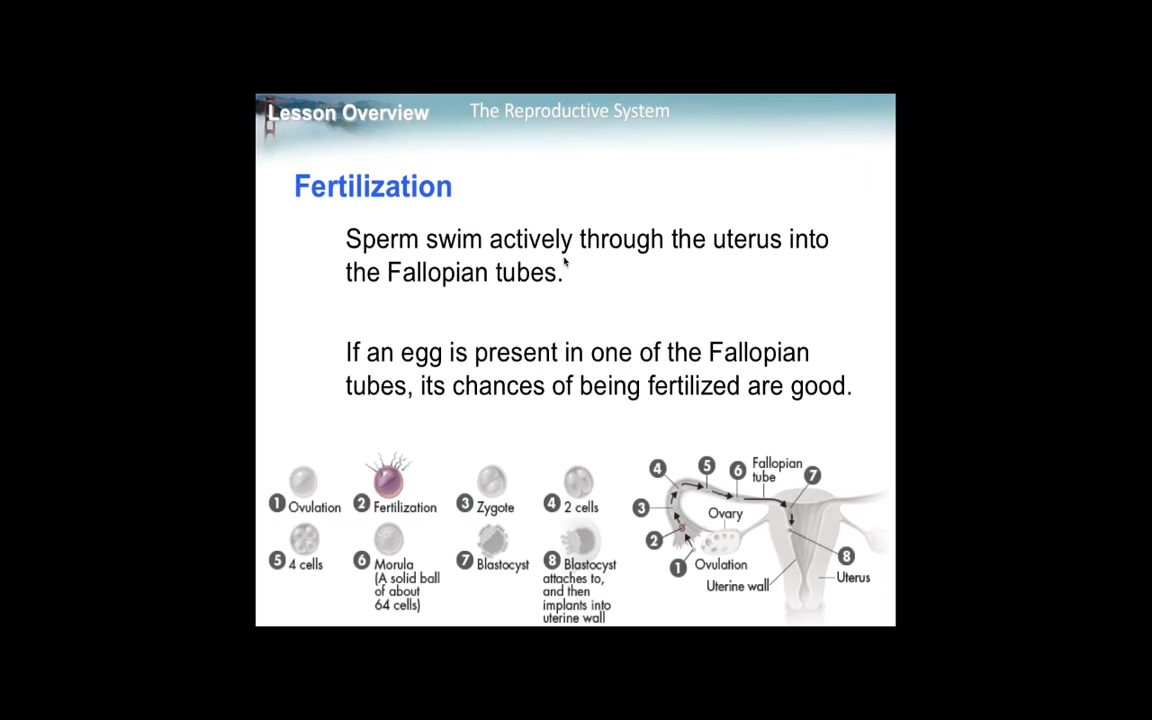 Lesson Overview
The Reproductive System
Fertilization
Sperm swim actively through the uterus into
the Fallopian tubes.
If an egg is present in one of the Fallopian
tubes, its chances of being fertilized are good.
1 Ovulation
2 Fertilization
3 Zygote
4 2 cells
5 4 cells
6 Morula
(A solid ball
of about
64 cells)
7 Blastocyst
8 Blastocyst
attaches to,
and then
implants into
uterine wall
4
5
6
Fallopian
tube
7
3
Ovary
2
8
1
Ovulation
Uterine wall
Uterus